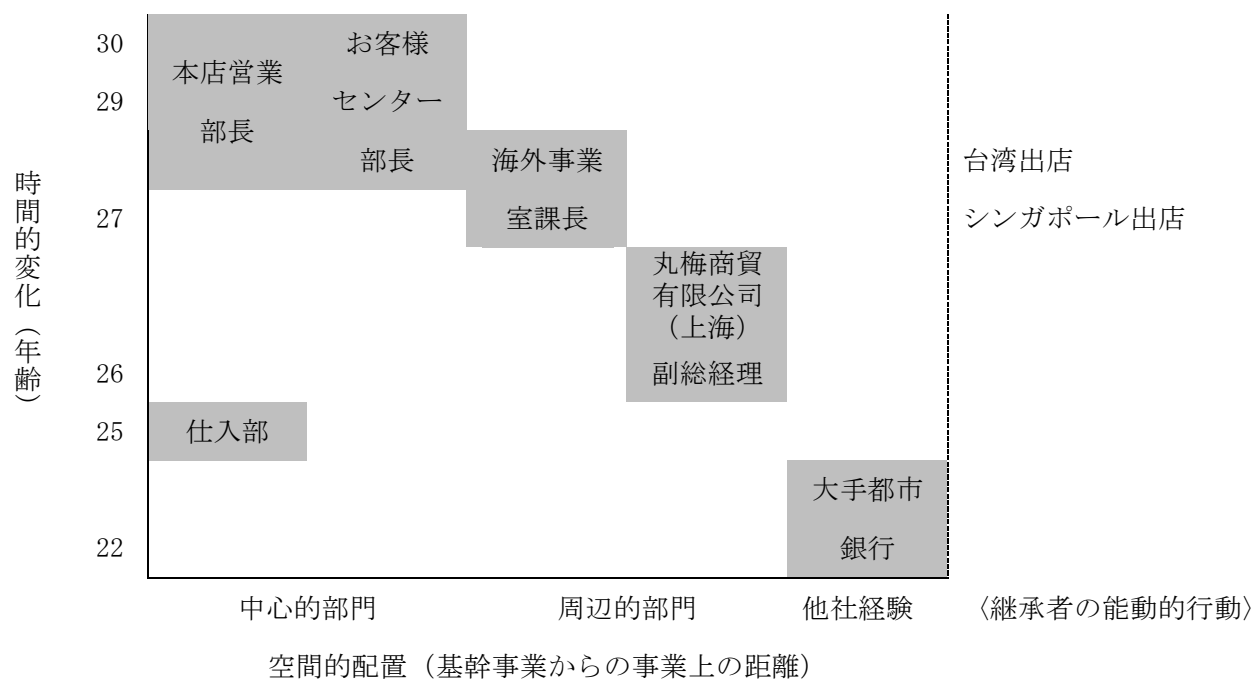 30
お客様
本店営業
29
センター
部長
部長
海外事業
台湾出店
27
室課長
シンガポール出店
丸梅商貿
有限公司
（上海）
26
副総経理
25
仕入部
大手都市
22
銀行
時間的変化（年齢）
中心的部門
周辺的部門
他社経験
〈継承者の能動的行動〉
空間的配置（基幹事業からの事業上の距離）